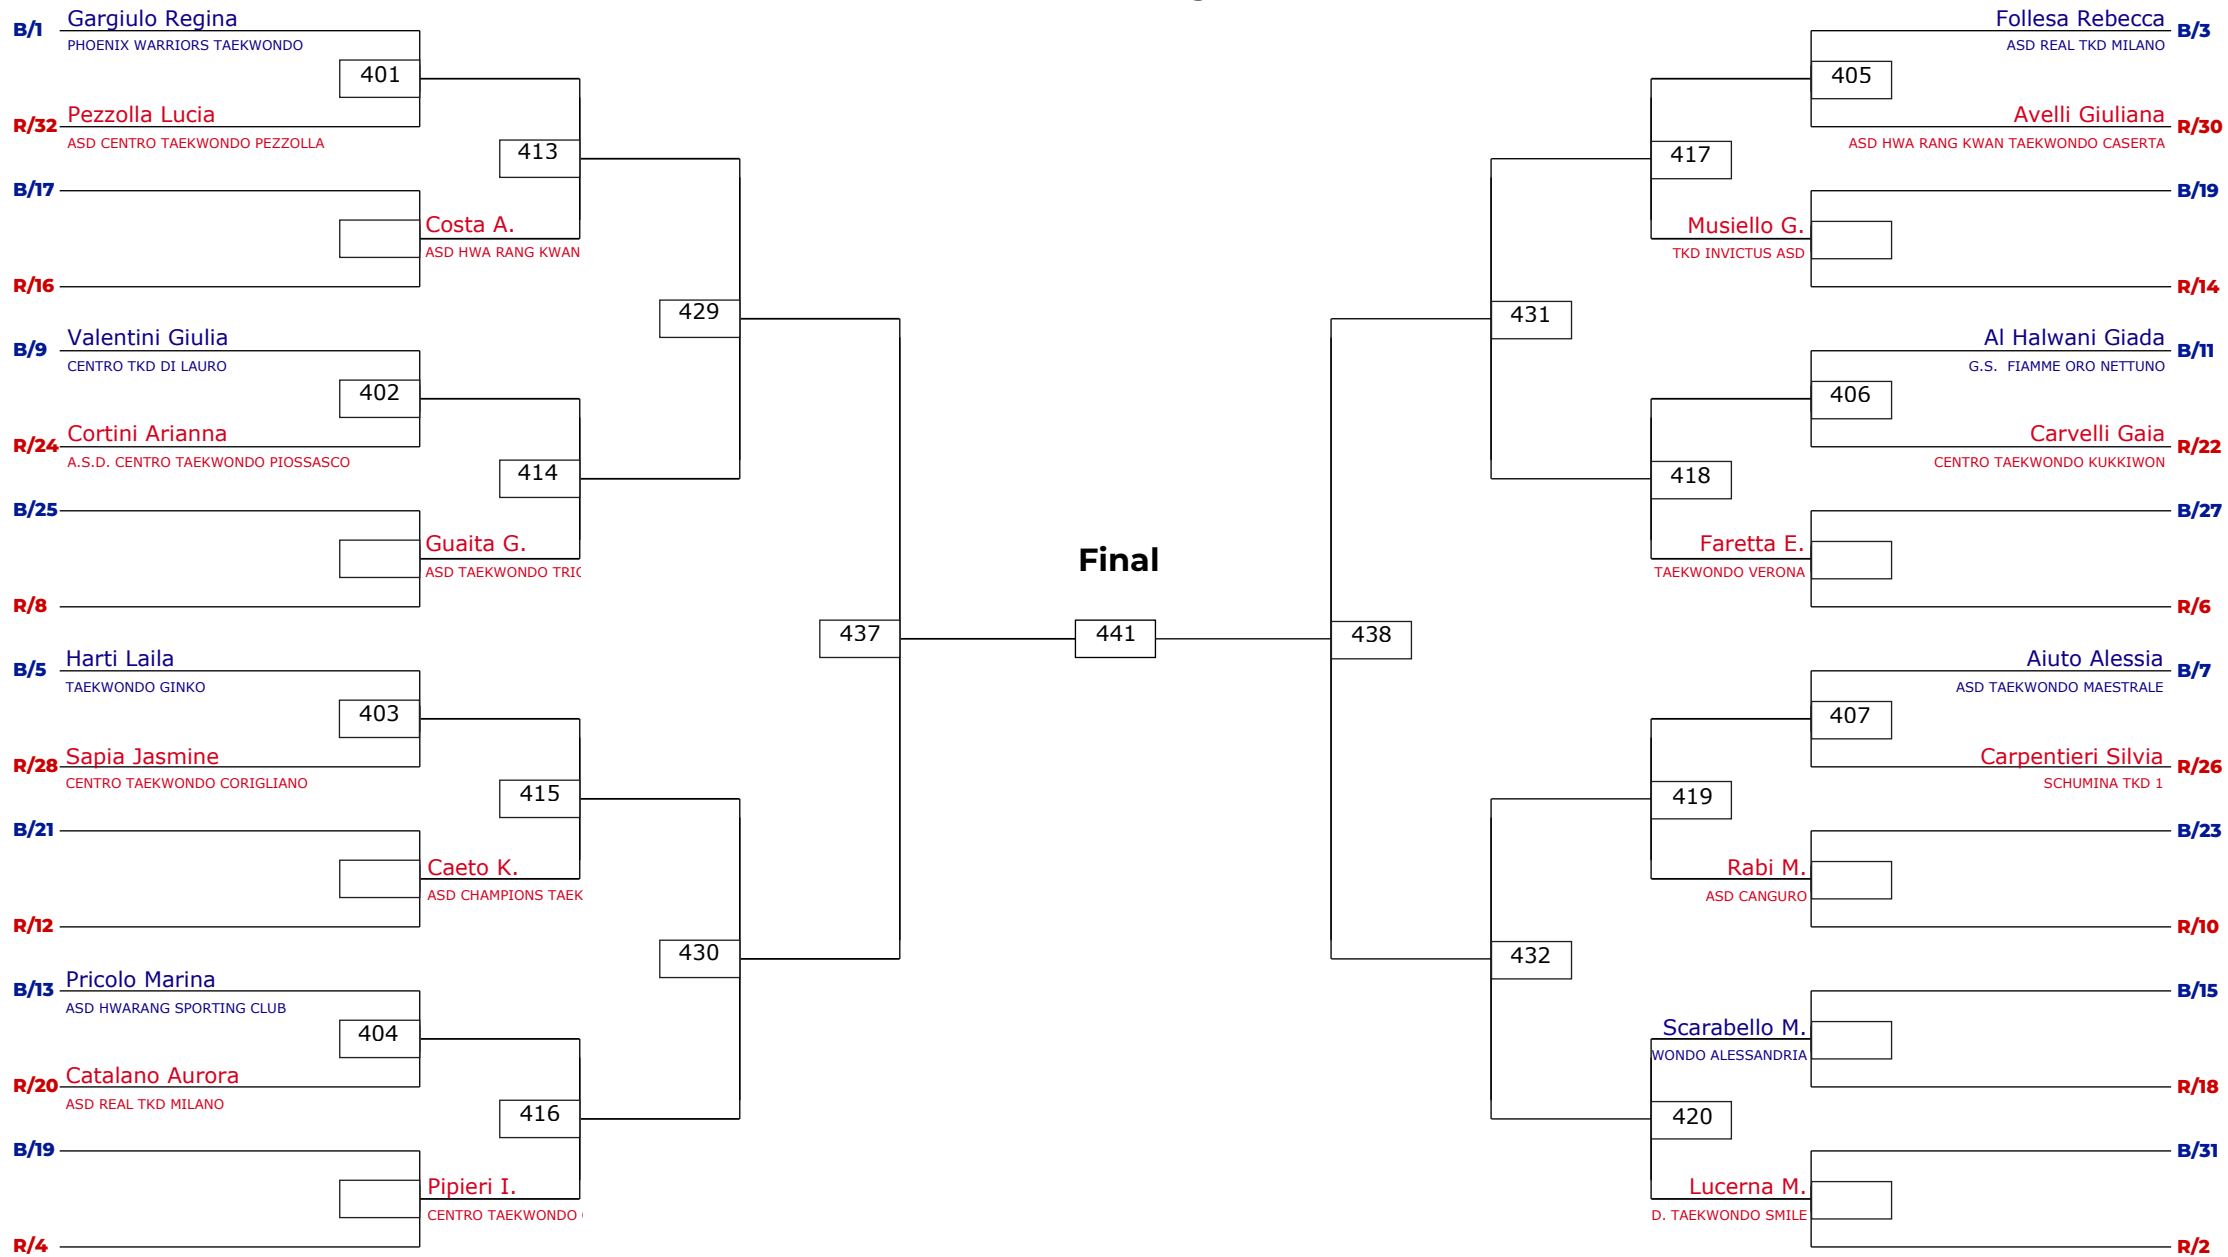 B/1
Gargiulo Regina
PHOENIX WARRIORS TAEKWONDO
401
R/32
Pezzolla Lucia
ASD CENTRO TAEKWONDO PEZZOLLA
413
B/17
Costa A.
ASD HWA RANG KWAN
R/16
429
B/9
Valentini Giulia
CENTRO TKD DI LAURO
402
R/24
Cortini Arianna
A.S.D. CENTRO TAEKWONDO PIOSSASCO
414
B/25
Guaita G.
ASD TAEKWONDO TRIC
R/8
437
B/5
Harti Laila
TAEKWONDO GINKO
403
R/28
Sapia Jasmine
CENTRO TAEKWONDO CORIGLIANO
415
B/21
Caeto K.
ASD CHAMPIONS TAEK
R/12
430
B/13
Pricolo Marina
ASD HWARANG SPORTING CLUB
404
R/20
Catalano Aurora
ASD REAL TKD MILANO
416
B/19
Pipieri I.
CENTRO TAEKWONDO
R/4
Final
441
Follesa Rebecca
B/3
ASD REAL TKD MILANO
405
Avelli Giuliana
R/30
ASD HWA RANG KWAN TAEKWONDO CASERTA
417
B/19
Musiello G.
TKD INVICTUS ASD
R/14
431
Al Halwani Giada
B/11
G.S. FIAMME ORO NETTUNO
406
Carvelli Gaia
R/22
CENTRO TAEKWONDO KUKKIWON
418
B/27
Faretta E.
TAEKWONDO VERONA
R/6
438
Aiuto Alessia
B/7
ASD TAEKWONDO MAESTRALE
407
Carpentieri Silvia
R/26
SCHUMINA TKD 1
419
B/23
Rabi M.
ASD CANGURO
R/10
432
B/15
Scarabello M.
WONDO ALESSANDRIA
R/18
420
B/31
Lucerna M.
D. TAEKWONDO SMILE
R/2